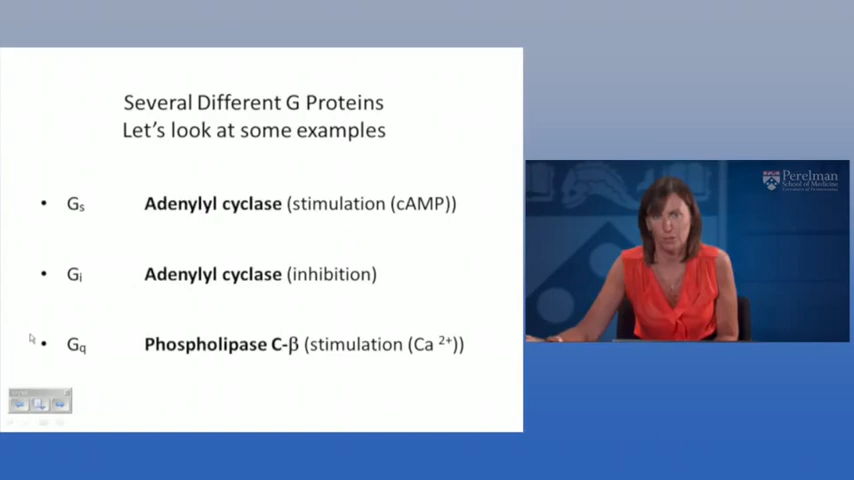 Several Different G Proteins
Let's look at some examples
• Gs Adenylyl cyclase (stimulation (cAMP))
• Gi Adenylyl cyclase (inhibition)
• Gq Phospholipase C-β (stimulation (Ca 2+))
Perelman
School of Medicine